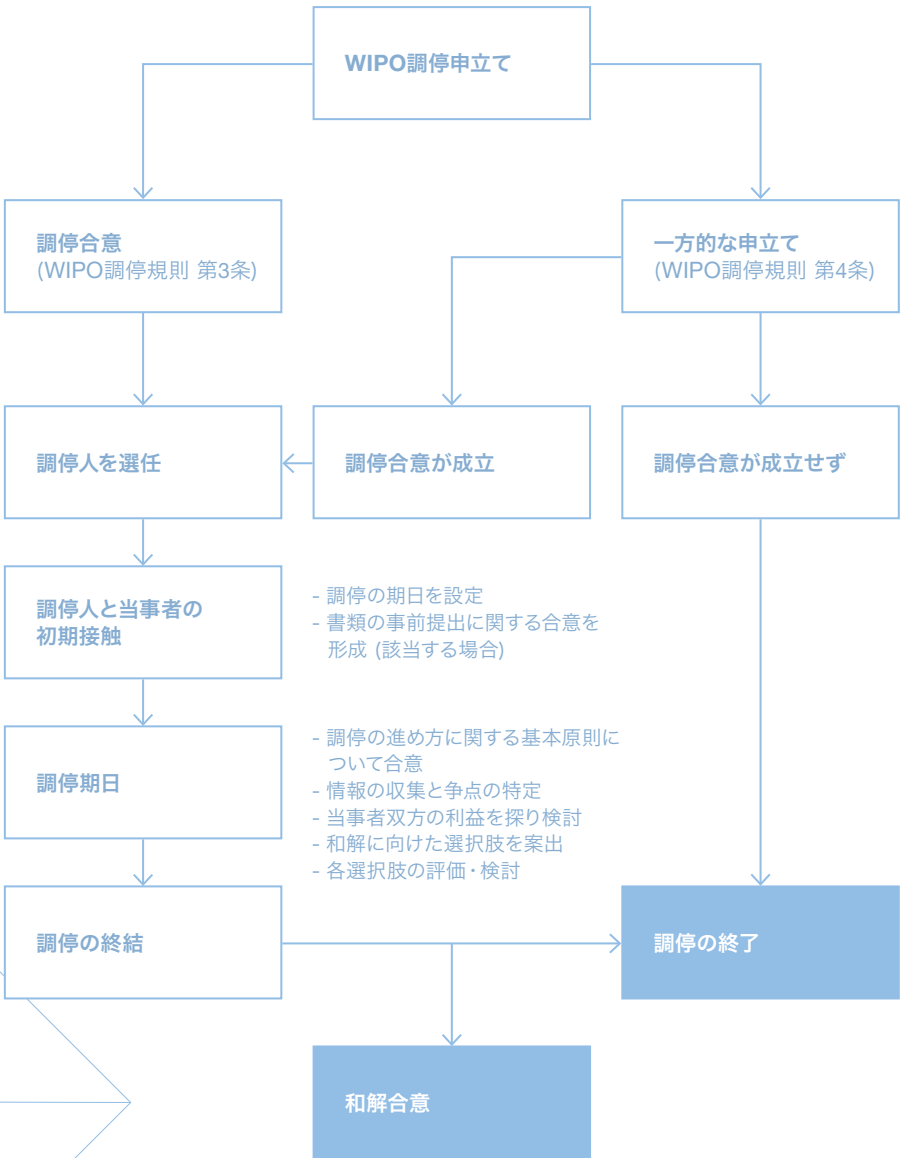 WIPO調停申立て
調停合意
(WIPO調停規則 第3条)
一方的な申立て
(WIPO調停規則 第4条)
調停人を選任
調停合意が成立
調停合意が成立せず
調停人と当事者の
初期接触
- 調停の期日を設定
- 書類の事前提出に関する合意を
形成 (該当する場合)
調停期日
- 調停の進め方に関する基本原則に
ついて合意
- 情報の収集と争点の特定
- 当事者双方の利益を探り検討
- 和解に向けた選択肢を案出
- 各選択肢の評価・検討
調停の終結
調停の終了
和解合意